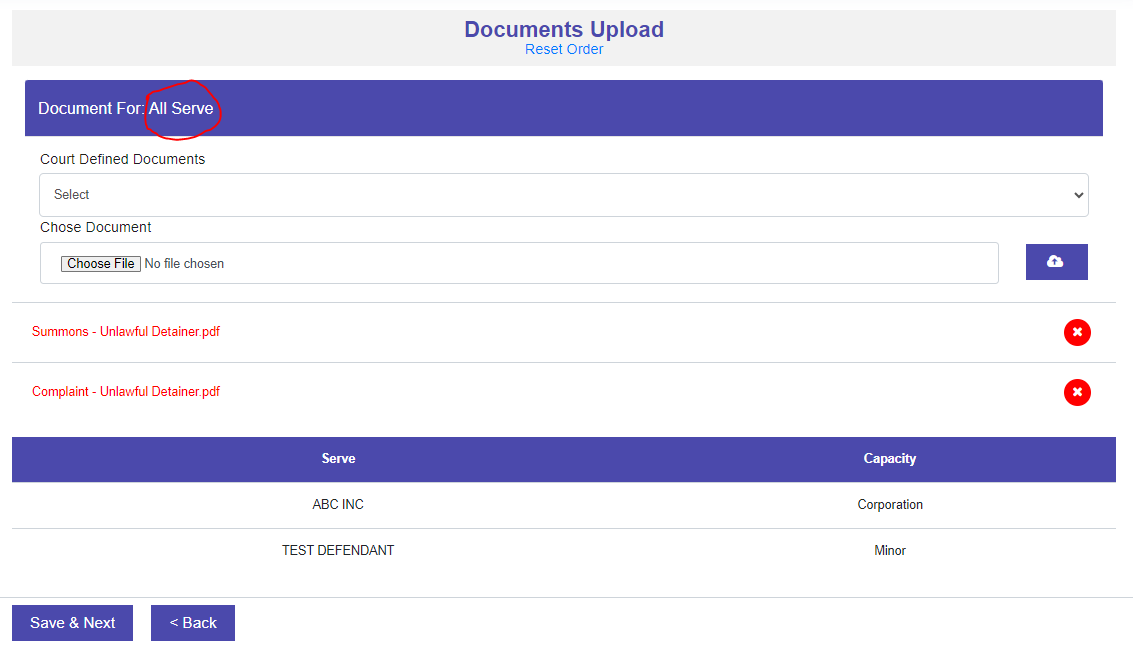 Documents Upload
Reset Order
Document For: All Serve
Court Defined Documents
Select
Chose Document
Choose File No file chosen
Summons - Unlawful Detainer.pdf
Complaint - Unlawful Detainer.pdf
Serve Capacity
ABC INC Corporation
TEST DEFENDANT Minor
Save & Next < Back